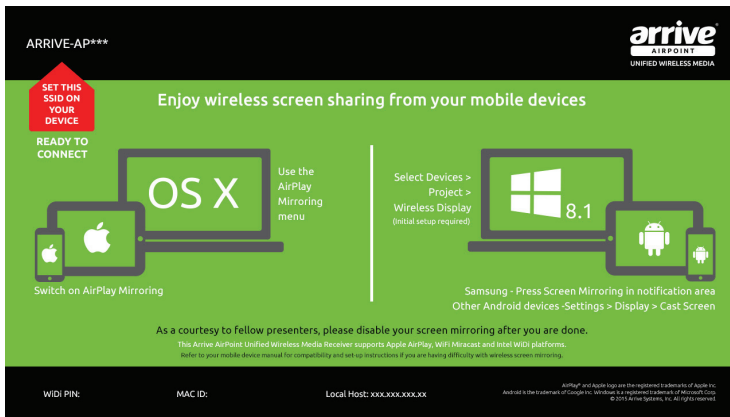 ARRIVE-AP***
arrive®
AIRPOINT
UNIFIED WIRELESS MEDIA
SET THIS
SSID ON
YOUR
DEVICE
READY TO
CONNECT
Enjoy wireless screen sharing from your mobile devices
OS X
Use the
AirPlay
Mirroring
menu
Switch on AirPlay Mirroring
Select Devices >
Project >
Wireless Display
(initial setup required)
8.1
Samsung - Press Screen Mirroring in notification area
Other Android devices -Settings > Display > Cast Screen
As a courtesy to fellow presenters, please disable your screen mirroring after you are done.
This Arrive AirPoint Unified Wireless Media Receiver supports Apple AirPlay, WiFi Miracast and Intel WiDi platforms.
Refer to your mobile device manual for compatibility and set-up instructions if you are having difficulty with wireless screen mirroring.
WiDi PIN:
MAC ID:
Local Host: xxx.xxx.xxx.xx
AirPlay® and Apple logo are the registered trademarks of Apple Inc.
Android is the trademark of Google Inc. Windows is a registered trademark of Microsoft Corp.
© 2015 Arrive Systems, Inc. All rights reserved.